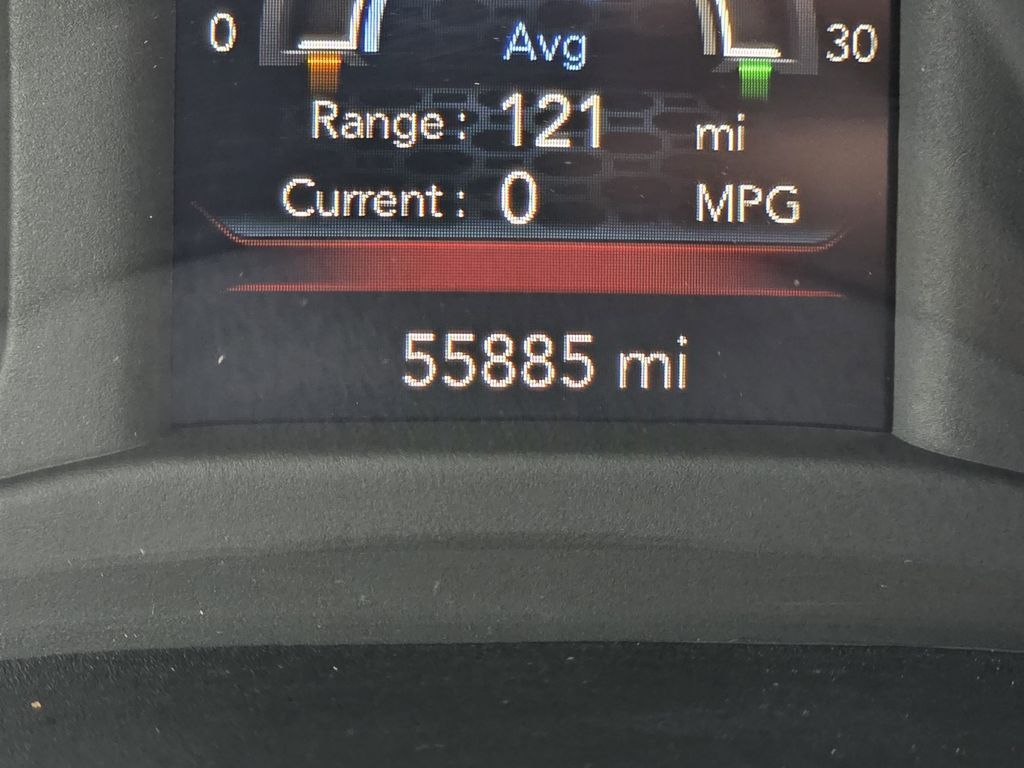 0 Avg 30
Range : 121 mi
Current : 0 MPG
55885 mi